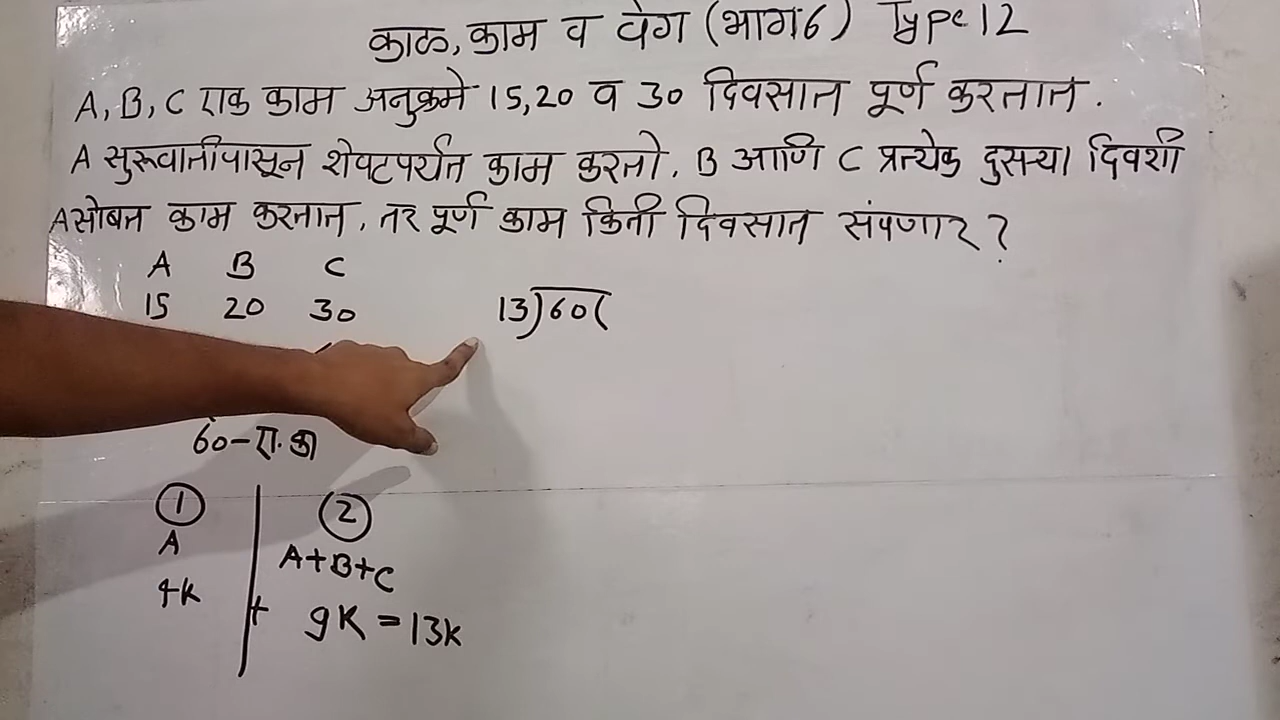 काळ, काम व वेग (भाग 6) Type 12
A, B, C एक काम अनुक्रमे 15, 20 व 30 दिवसात पूर्ण करतात.
A सुरूवातीपासून शेवटपर्यंत काम करतो. B आणि C प्रत्येक दुसऱ्या दिवशी
A सोबत काम करतात. तर पूर्ण काम किती दिवसात संपणार?
A B C
15 20 30
13)60(
60-ए.का
① ②
A A+B+C
4K + 9K = 13K